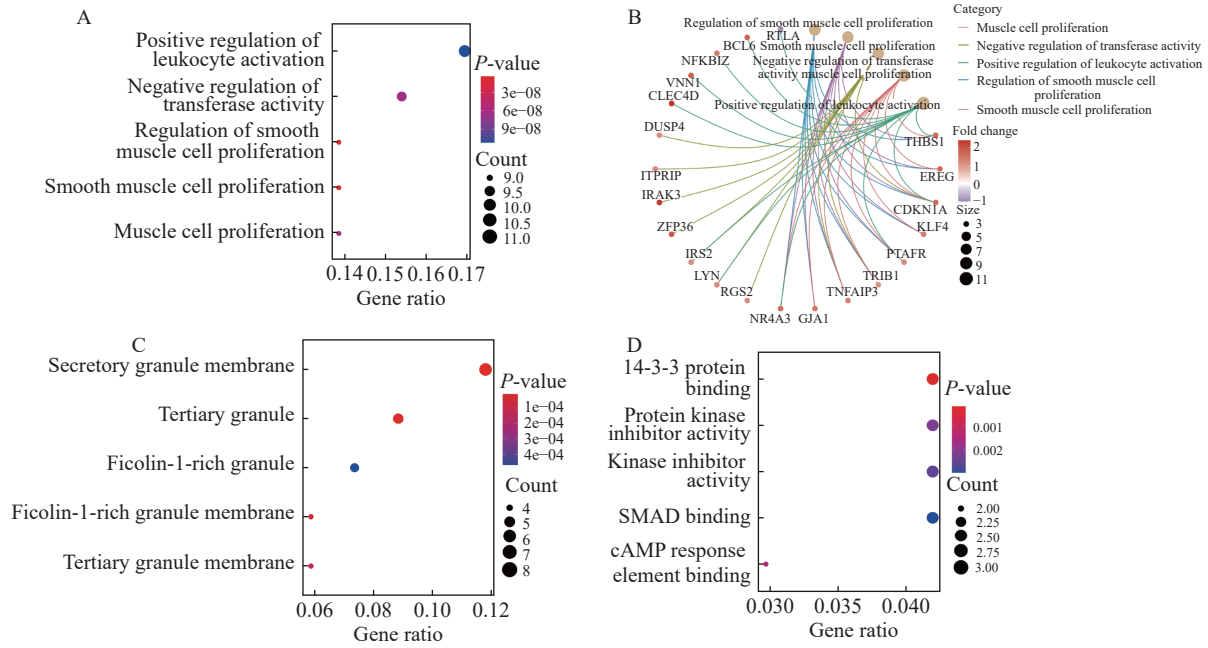 A
Positive regulation of
leukocyte activation
Negative regulation of
transferase activity
Regulation of smooth
muscle cell proliferation
Smooth muscle cell proliferation
Muscle cell proliferation
0.14 0.15 0.16 0.17
Gene ratio
P-value
3e−08
6e−08
9e−08
Count
9.0
9.5
10.0
10.5
11.0
B
Regulation of smooth muscle cell proliferation
RTLA
BCL6 Smooth muscle cell proliferation
NFKBIZ
Negative regulation of transferase
activity muscle cell proliferation
VNN1
CLEC4D
Positive regulation of leukocyte activation
DUSP4
THBS1
ITPRIP
EREG
IRAK3
CDKN1A
ZFP36
KLF4
IRS2
PTAFR
LYN
TRIB1
RGS2
TNFAIP3
NR4A3
GJA1
Category
Muscle cell proliferation
Negative regulation of transferase activity
Positive regulation of leukocyte activation
Regulation of smooth muscle cell
proliferation
Smooth muscle cell proliferation
Fold change
2
1
0
−1
Size
3
5
7
9
11
C
Secretory granule membrane
Tertiary granule
Ficolin-1-rich granule
Ficolin-1-rich granule membrane
Tertiary granule membrane
0.06 0.08 0.10 0.12
Gene ratio
P-value
1e−04
2e−04
3e−04
4e−04
Count
4
5
6
7
8
D
14-3-3 protein
binding
Protein kinase
inhibitor activity
Kinase inhibitor
activity
SMAD binding
cAMP response
element binding
0.030 0.035 0.040
Gene ratio
P-value
0.001
0.002
Count
2.00
2.25
2.50
2.75
3.00